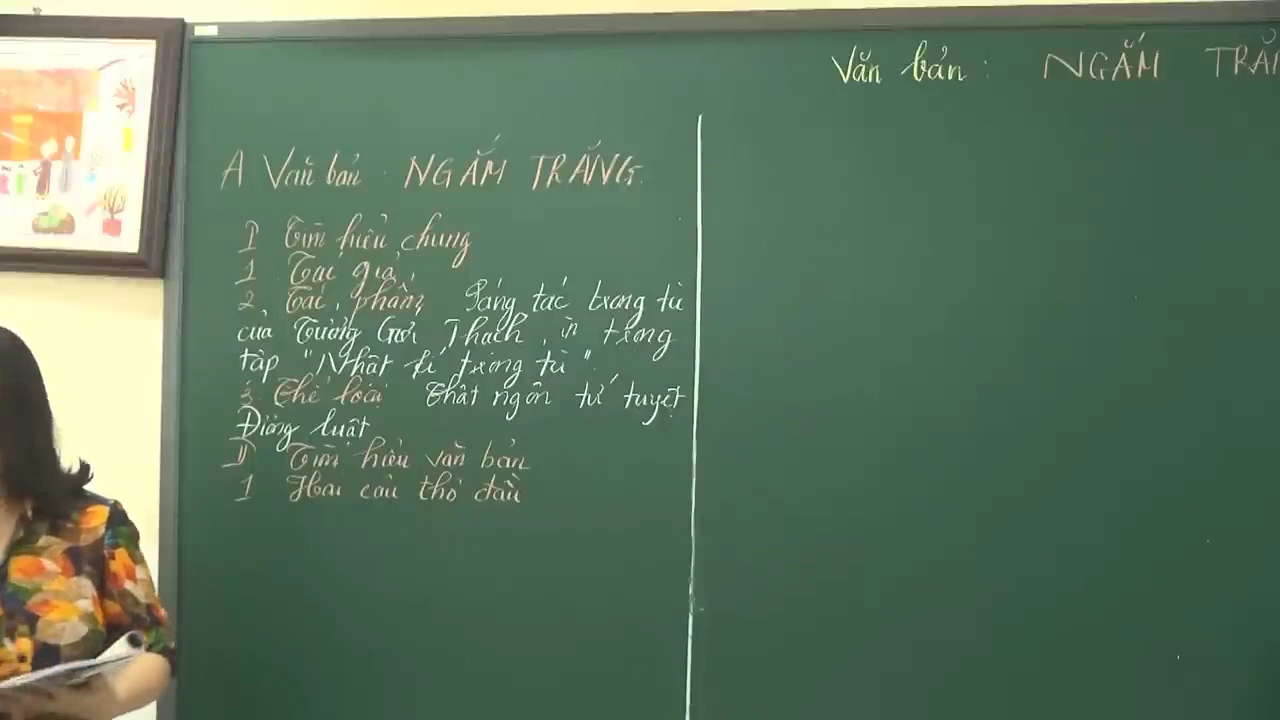 Văn bản: NGẮM TRĂ
A Văn bản. NGẮM TRĂNG.
I Tìm hiểu chung
1 Tác giả.
2. Tác phẩm, Sáng tác trong tù
của Tưởng Giới Thạch, in trong
tập "Nhật kí trong tù".
3. Thể loại Thất ngôn tứ tuyệt
Đường luật
II Tìm hiểu văn bản
1 Hai câu thơ đầu